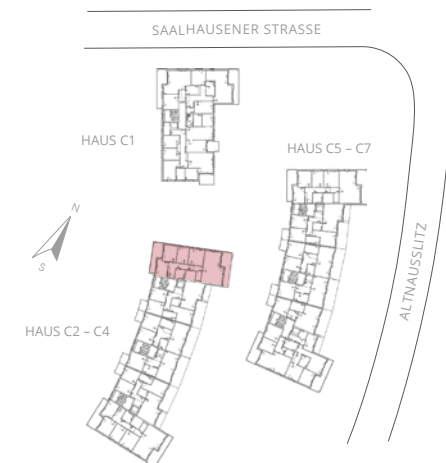 SAALHAUSENER STRASSE
HAUS C1
HAUS C5 – C7
N
S
ALTNAUSSLITZ
HAUS C2 – C4